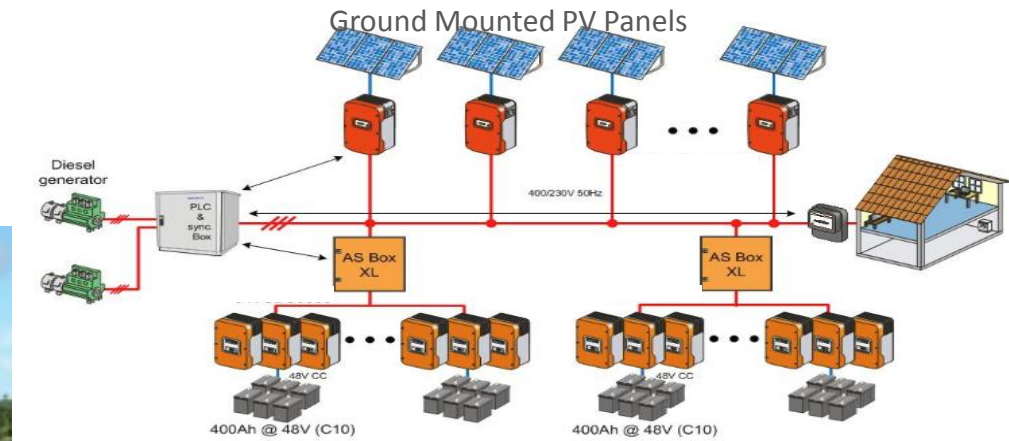 Ground Mounted PV Panels
Diesel
generator
PLC
&
sync.
Box
400/230V 50Hz
AS Box
XL
AS Box
XL
48V CC
48V CC
400Ah @ 48V (C10)
400Ah @ 48V (C10)